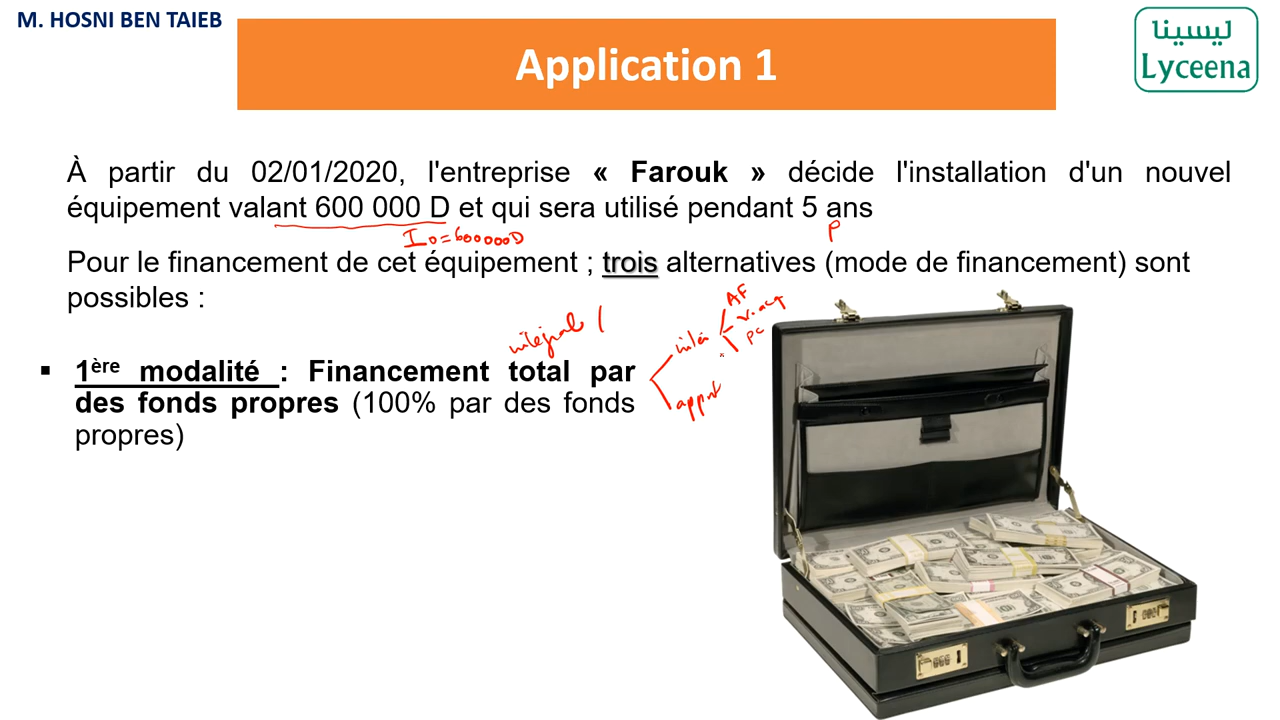 M. HOSNI BEN TAIEB
ليسينا
Lyceena
Application 1
À partir du 02/01/2020, l'entreprise « Farouk » décide l'installation d'un nouvel
équipement valant 600 000 D et qui sera utilisé pendant 5 ans
I0=600000D
P
Pour le financement de cet équipement ; trois alternatives (mode de financement) sont
possibles :
intégral (
AF
PC
▪ 1ère modalité : Financement total par
des fonds propres (100% par des fonds
propres)